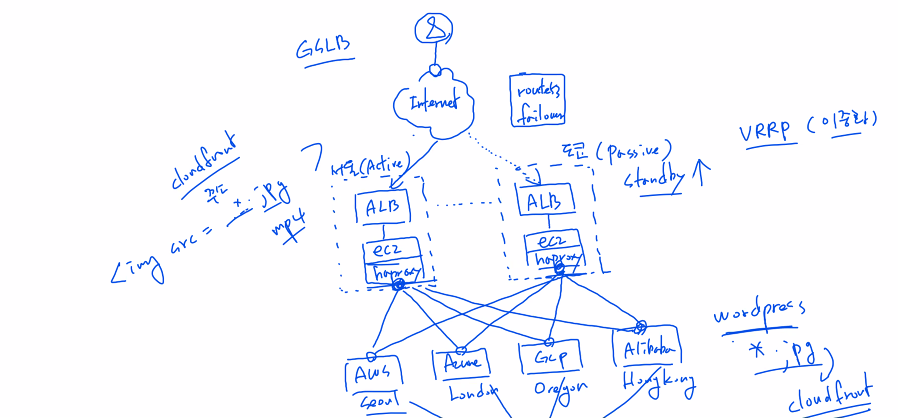 GSLB
Internet
route53
failover
VRRP (이중화)
cloudfront
*.jpg
mp4
<img src =
서울(Active)
도쿄(passive)
standby
ALB
ALB
ec2
haproxy
ec2
haproxy
AWS
Seoul
Azure
London
GCP
Oregon
Alibaba
Hongkong
wordpress
*.jpg
cloudfront